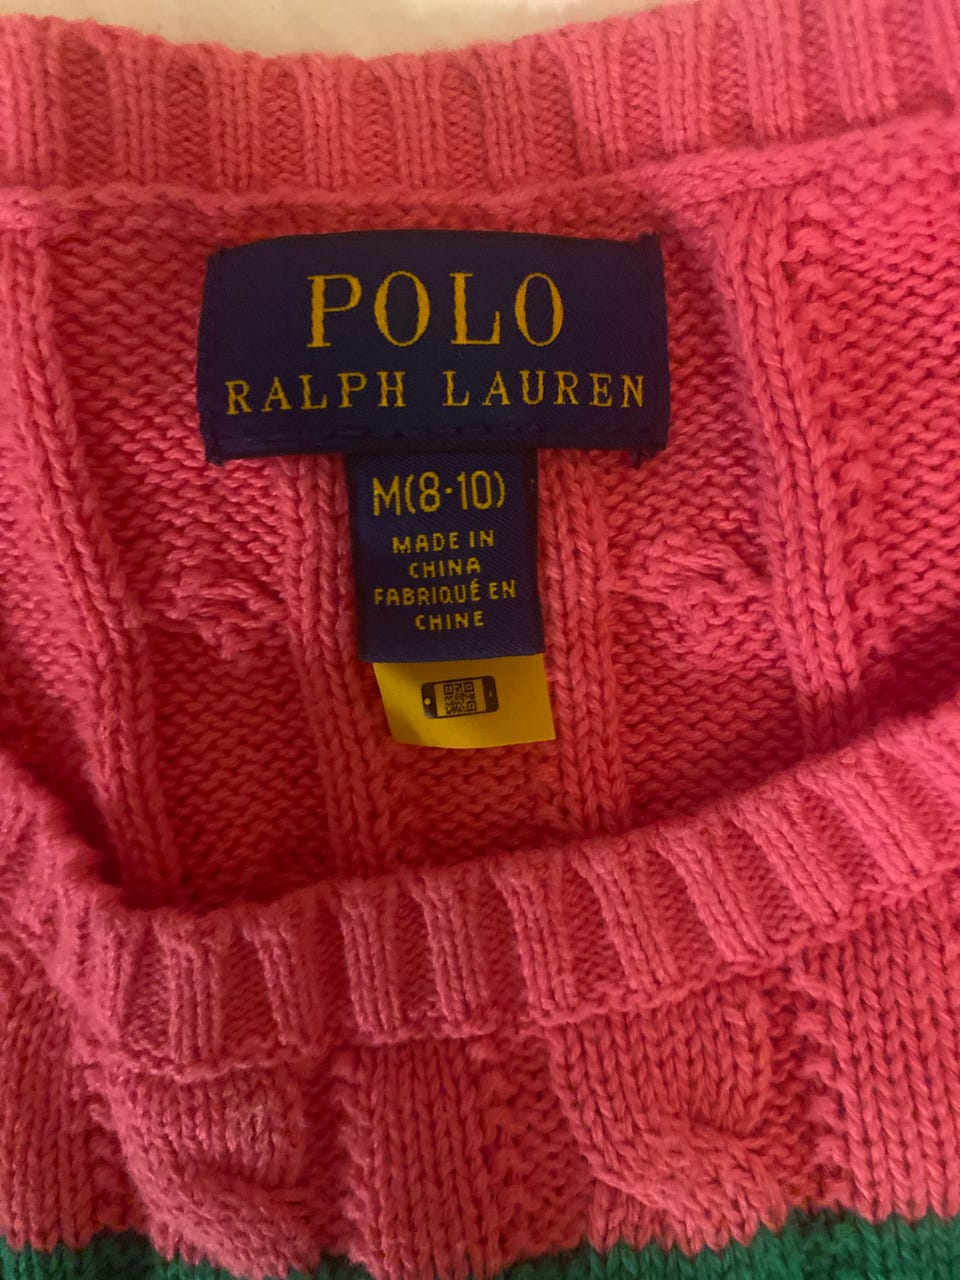 POLO
RALPH LAUREN
M(8-10)
MADE IN
CHINA
FABRIQUÉ EN
CHINE